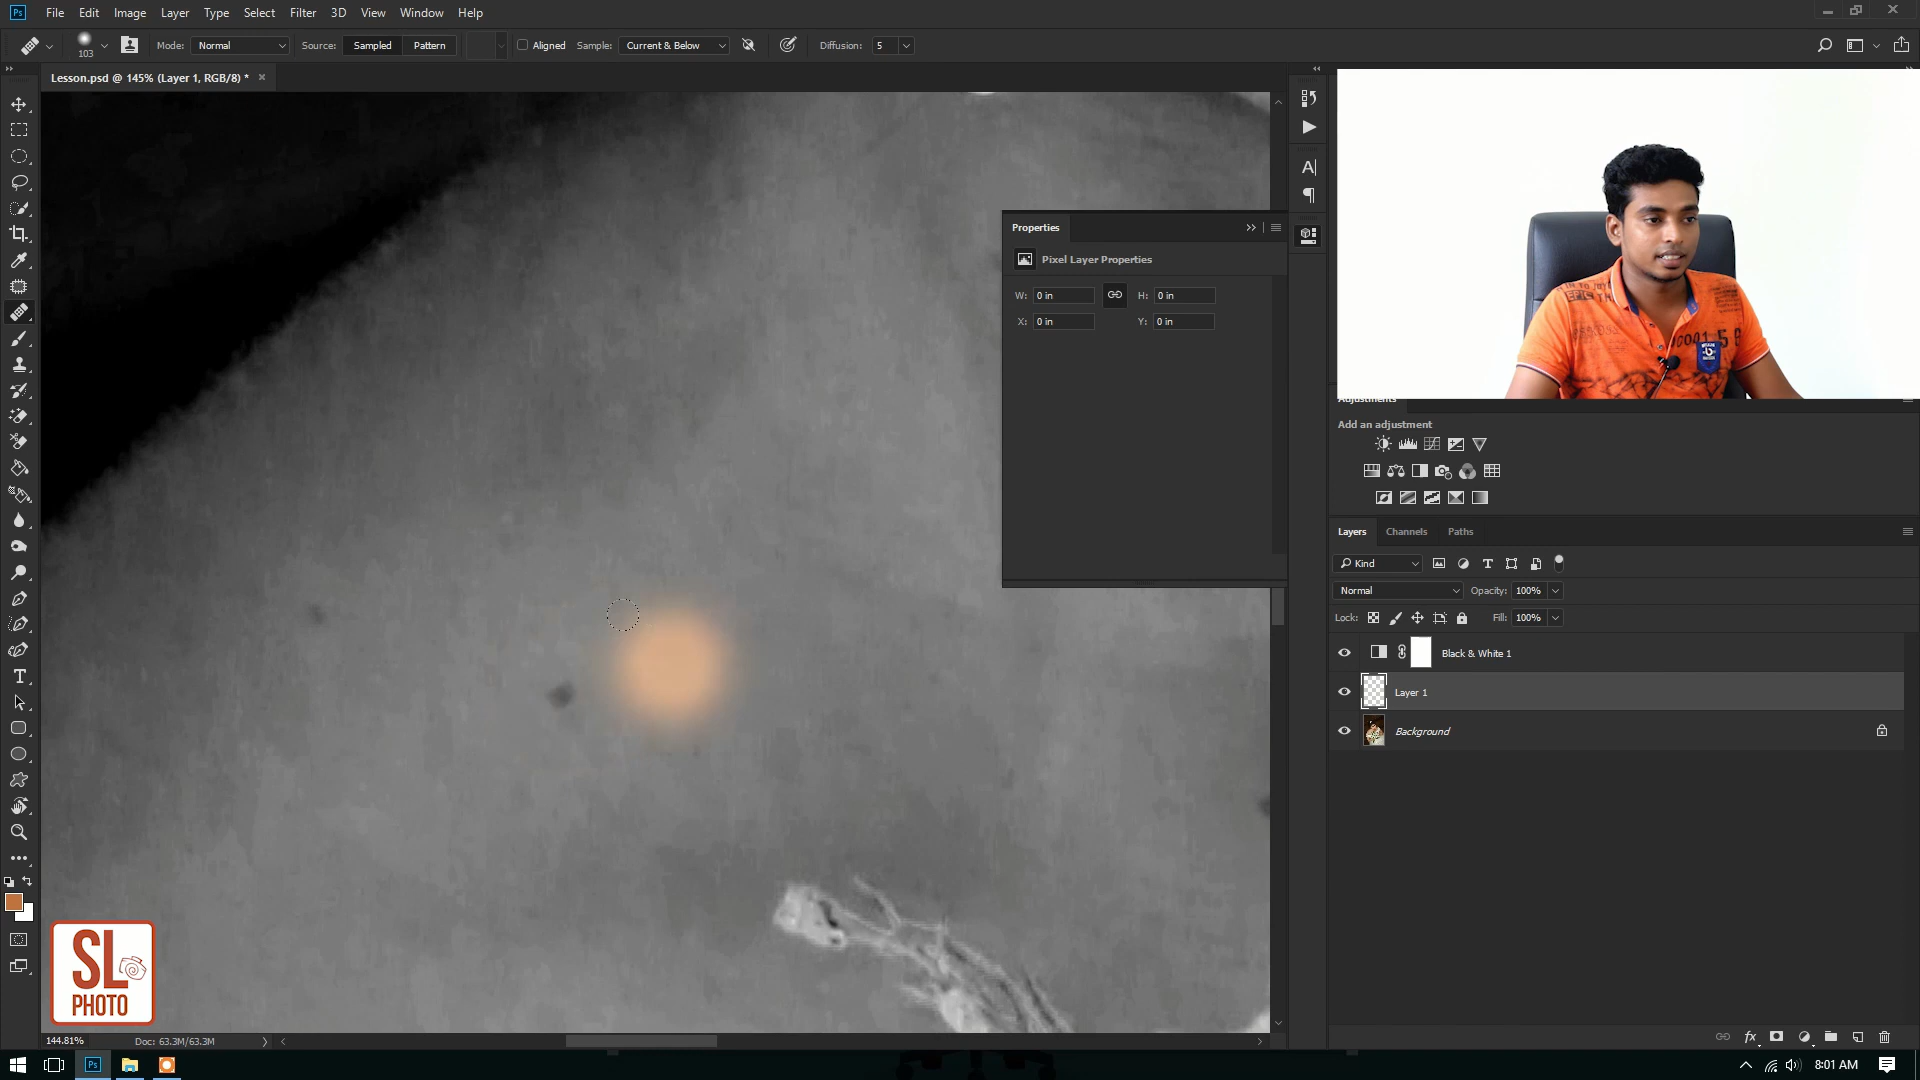 Ps File Edit Image Layer Type Select Filter 3D View Window Help
103 Mode: Normal Source: Sampled Pattern Aligned Sample: Current & Below Diffusion: 5
Lesson.psd @ 145% (Layer 1, RGB/8) *
Properties
Pixel Layer Properties
W: 0 in H: 0 in
X: 0 in Y: 0 in
Adjustments
Add an adjustment
Layers Channels Paths
Kind
Normal Opacity: 100%
Lock: Fill: 100%
Black & White 1
Layer 1
Background
SL
PHOTO
144.81% Doc: 63.3M/63.3M
Ps 8:01 AM